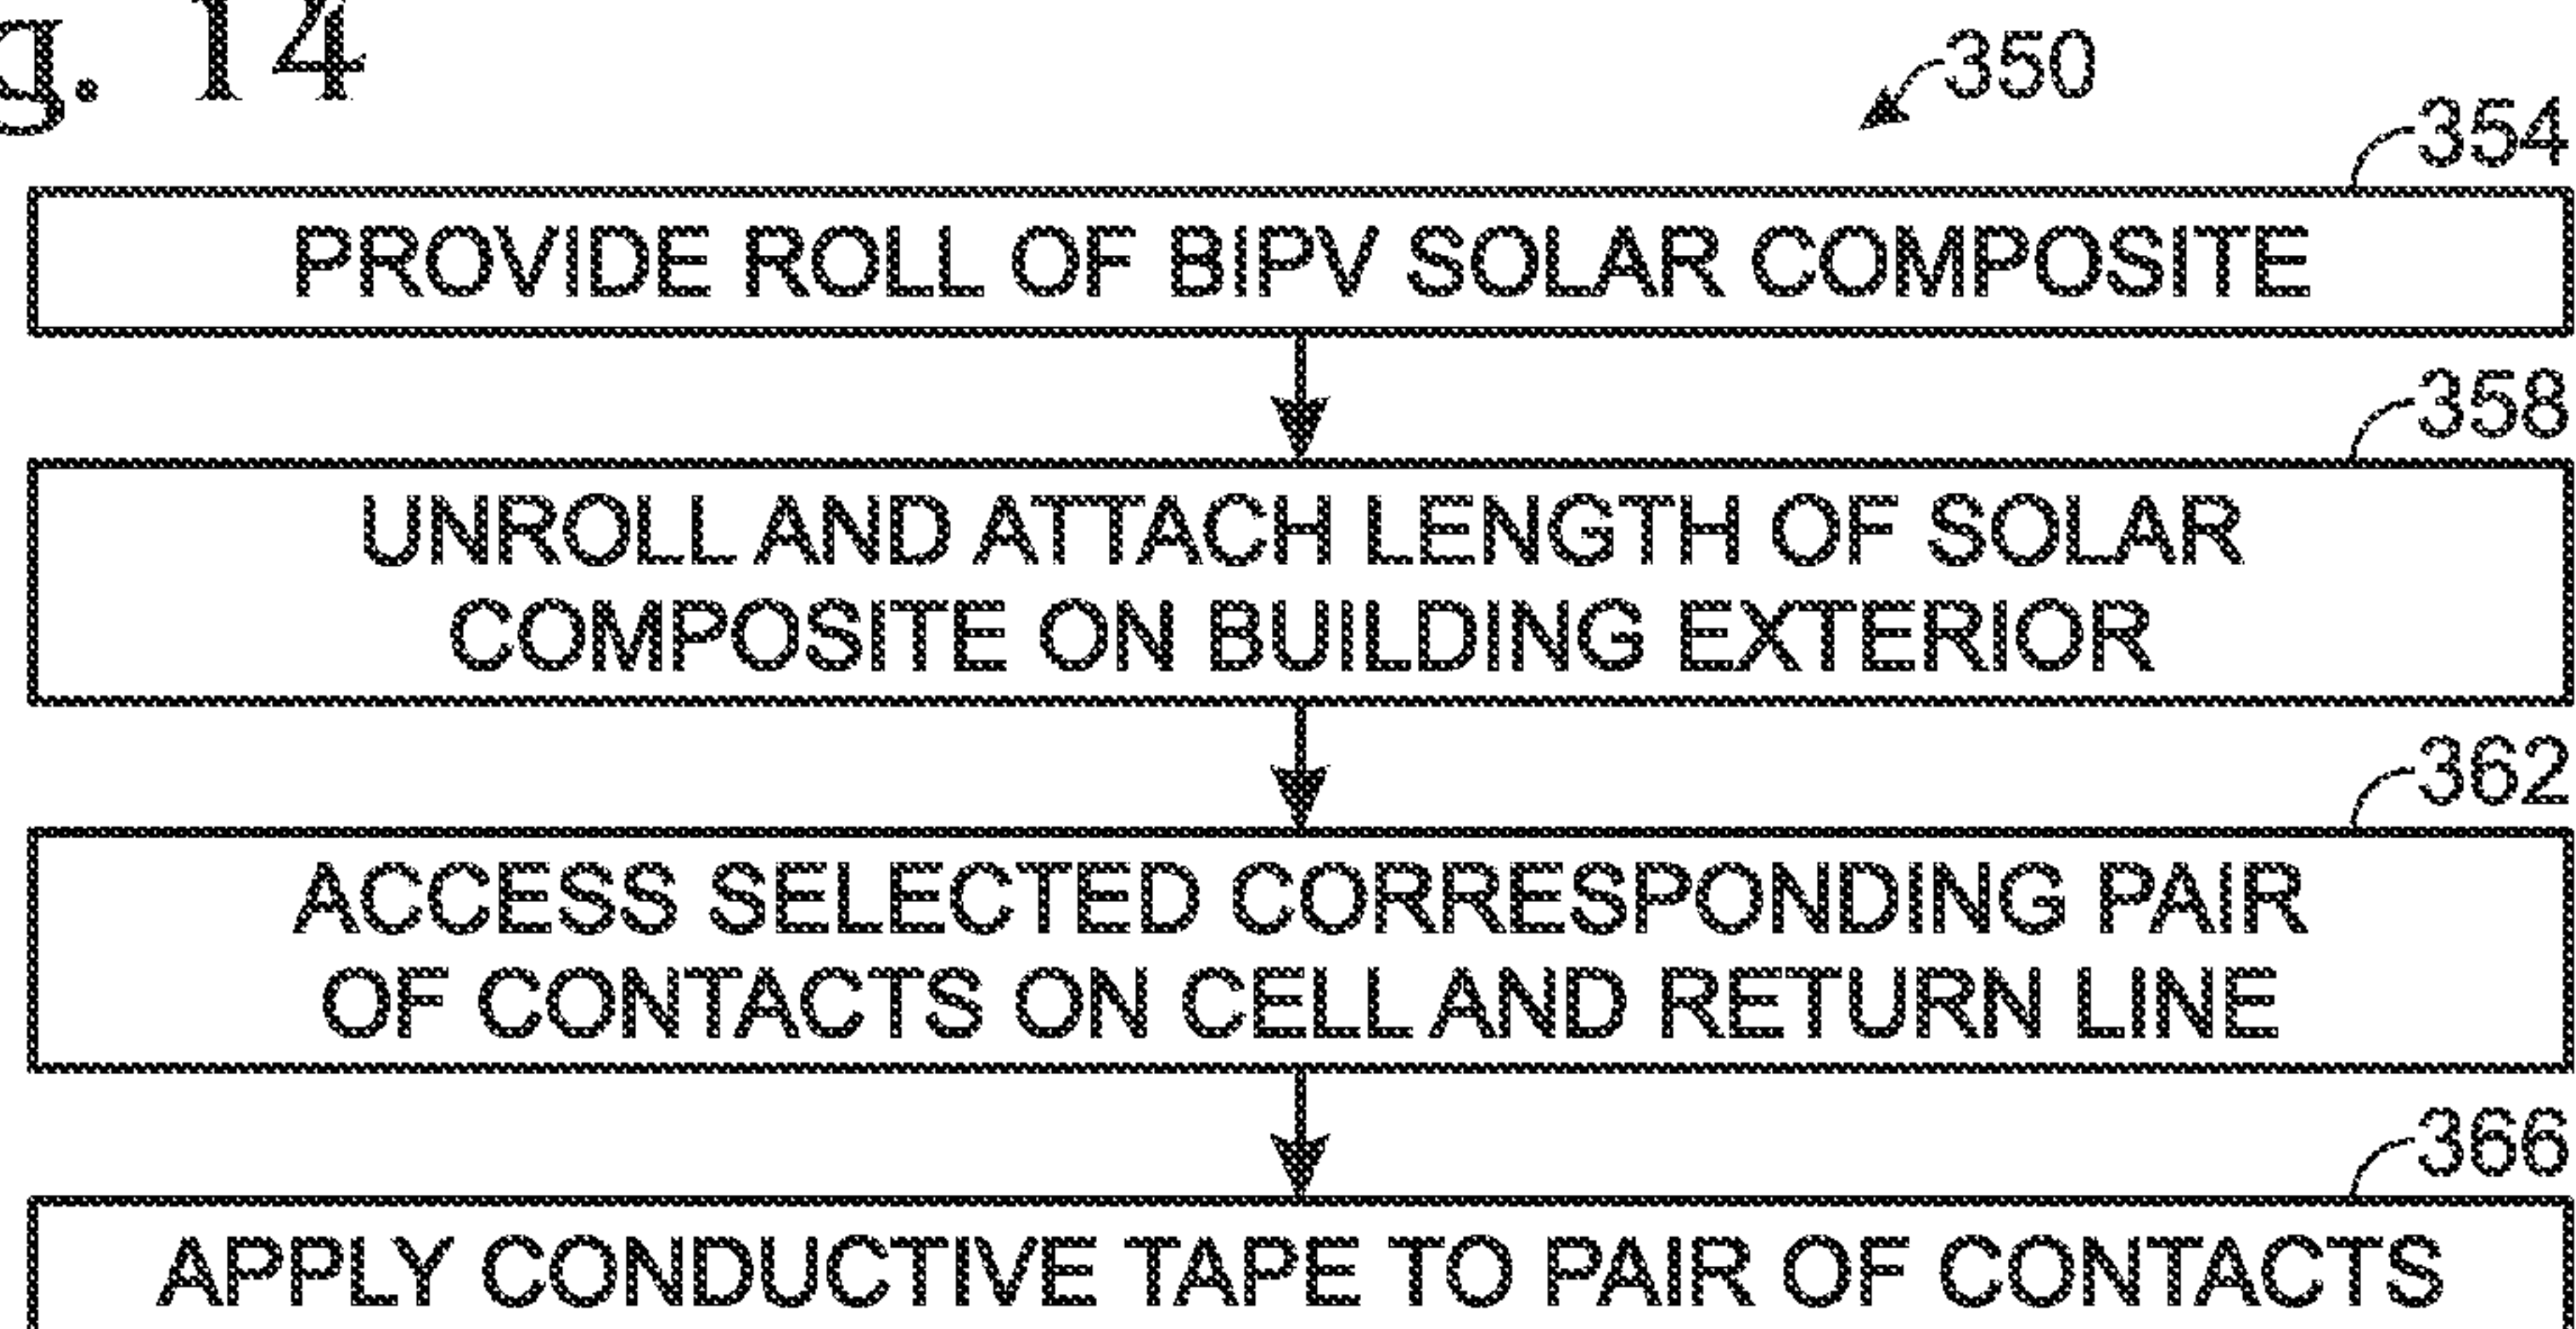 g. 14
350
354
PROVIDE ROLL OF BIPV SOLAR COMPOSITE
358
UNROLL AND ATTACH LENGTH OF SOLAR
COMPOSITE ON BUILDING EXTERIOR
362
ACCESS SELECTED CORRESPONDING PAIR
OF CONTACTS ON CELL AND RETURN LINE
366
APPLY CONDUCTIVE TAPE TO PAIR OF CONTACTS